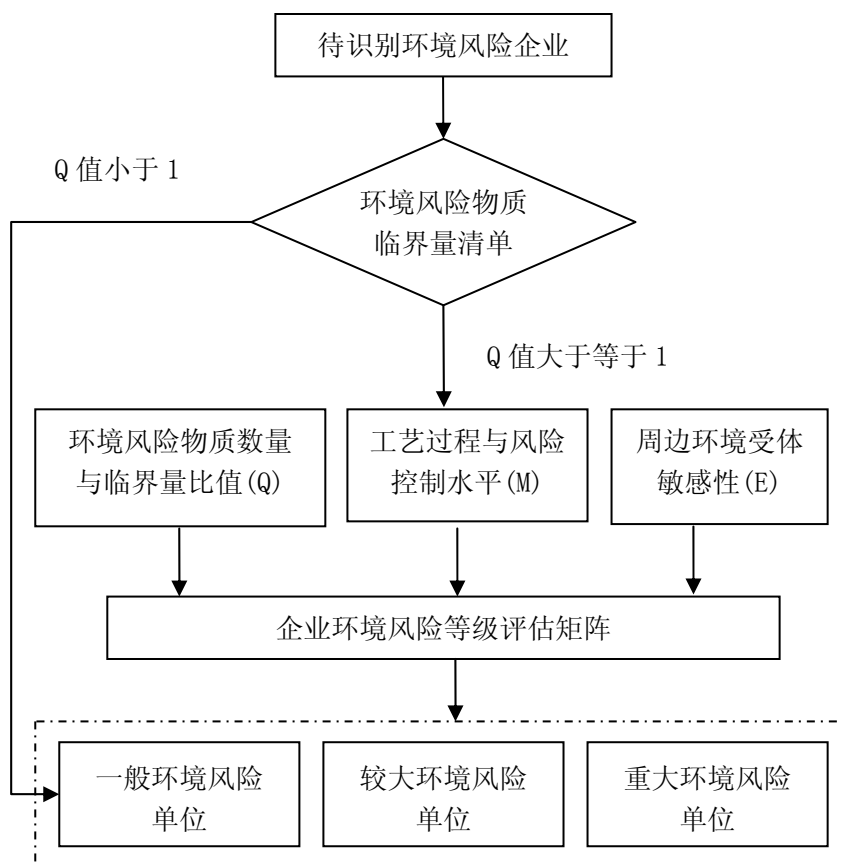 待识别环境风险企业
Q 值小于 1
环境风险物质
临界量清单
Q 值大于等于 1
环境风险物质数量
与临界量比值(Q)
工艺过程与风险
控制水平(M)
周边环境受体
敏感性(E)
企业环境风险等级评估矩阵
一般环境风险
单位
较大环境风险
单位
重大环境风险
单位